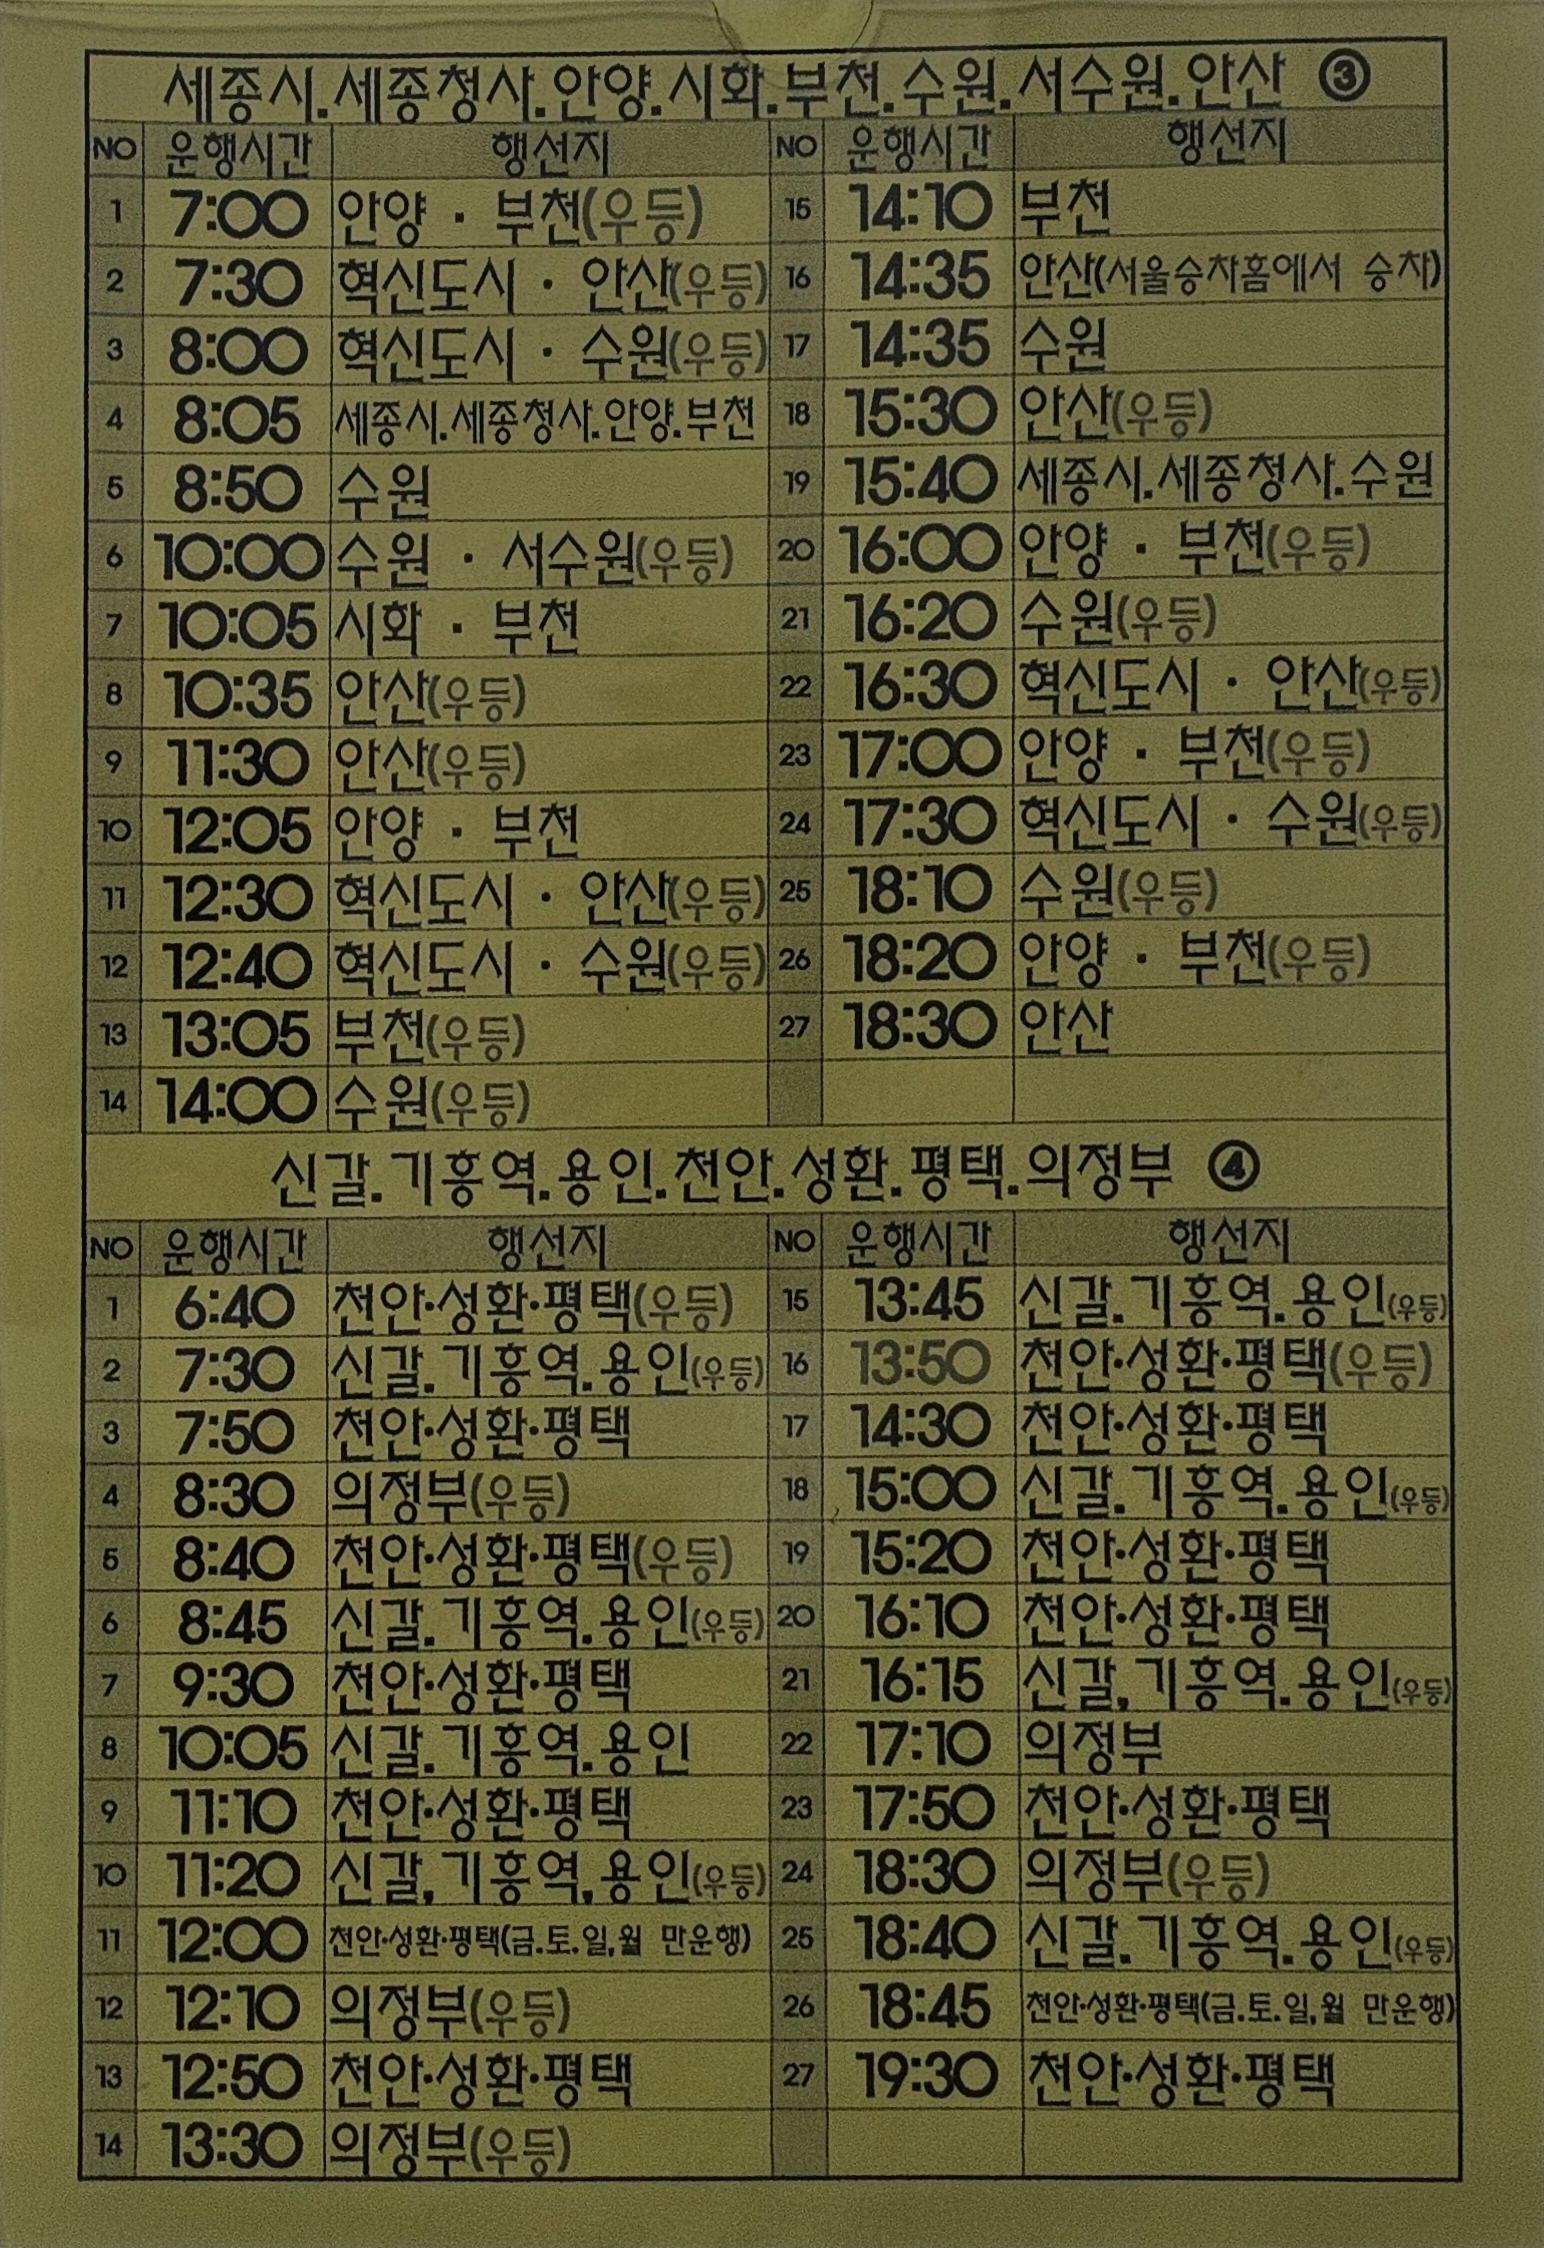 세종시.세종청사.안양.시화.부천.수원.서수원.안산 ③
NO 운행시간 행선지 NO 운행시간 행선지
1 7:00 안양 · 부천(우등) 15 14:10 부천
2 7:30 혁신도시 · 안산(우등) 16 14:35 안산(서울승차홈에서 승차)
3 8:00 혁신도시 · 수원(우등) 17 14:35 수원
4 8:05 세종시.세종청사.안양.부천 18 15:30 안산(우등)
5 8:50 수원 19 15:40 세종시.세종청사.수원
6 10:00 수원 · 서수원(우등) 20 16:00 안양 · 부천(우등)
7 10:05 시화 · 부천 21 16:20 수원(우등)
8 10:35 안산(우등) 22 16:30 혁신도시 · 안산(우등)
9 11:30 안산(우등) 23 17:00 안양 · 부천(우등)
10 12:05 안양 · 부천 24 17:30 혁신도시 · 수원(우등)
11 12:30 혁신도시 · 안산(우등) 25 18:10 수원(우등)
12 12:40 혁신도시 · 수원(우등) 26 18:20 안양 · 부천(우등)
13 13:05 부천(우등) 27 18:30 안산
14 14:00 수원(우등)
신갈.기흥역.용인.천안.성환.평택.의정부 ④
NO 운행시간 행선지 NO 운행시간 행선지
1 6:40 천안·성환·평택(우등) 15 13:45 신갈.기흥역.용인(우등)
2 7:30 신갈.기흥역.용인(우등) 16 13:50 천안·성환·평택(우등)
3 7:50 천안·성환·평택 17 14:30 천안·성환·평택
4 8:30 의정부(우등) 18 15:00 신갈.기흥역.용인(우등)
5 8:40 천안·성환·평택(우등) 19 15:20 천안·성환·평택
6 8:45 신갈.기흥역.용인(우등) 20 16:10 천안·성환·평택
7 9:30 천안·성환·평택 21 16:15 신갈,기흥역.용인(우등)
8 10:05 신갈.기흥역.용인 22 17:10 의정부
9 11:10 천안·성환·평택 23 17:50 천안·성환·평택
10 11:20 신갈,기흥역,용인(우등) 24 18:30 의정부(우등)
11 12:00 천안·성환·평택(금.토.일,월 만운행) 25 18:40 신갈.기흥역.용인(우등)
12 12:10 의정부(우등) 26 18:45 천안·성환·평택(금.토.일,월 만운행)
13 12:50 천안·성환·평택 27 19:30 천안·성환·평택
14 13:30 의정부(우등)